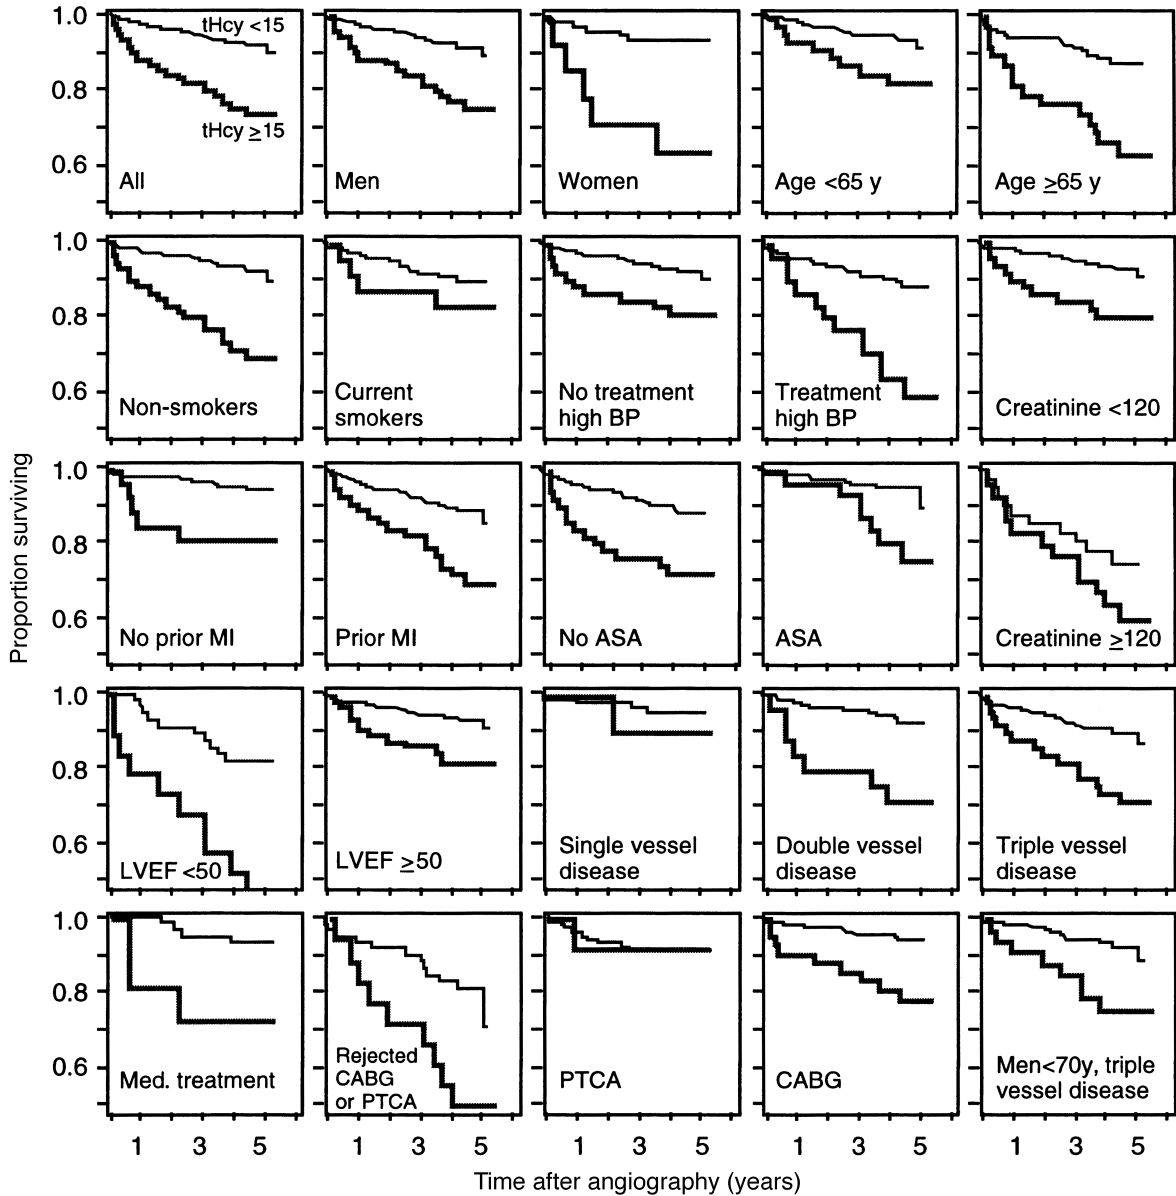 1.0
0.8
0.6
tHcy <15
tHcy ≥15
All
Men
Women
Age <65 y
Age ≥65 y
1.0
0.8
0.6
Non-smokers
Current
smokers
No treatment
high BP
Treatment
high BP
Creatinine <120
Proportion surviving
1.0
0.8
0.6
No prior MI
Prior MI
No ASA
ASA
Creatinine ≥120
1.0
0.8
0.6
LVEF <50
LVEF ≥50
Single vessel
disease
Double vessel
disease
Triple vessel
disease
1.0
0.8
0.6
Med. treatment
Rejected
CABG
or PTCA
PTCA
CABG
Men<70y, triple
vessel disease
1 3 5 1 3 5 1 3 5 1 3 5 1 3 5
Time after angiography (years)